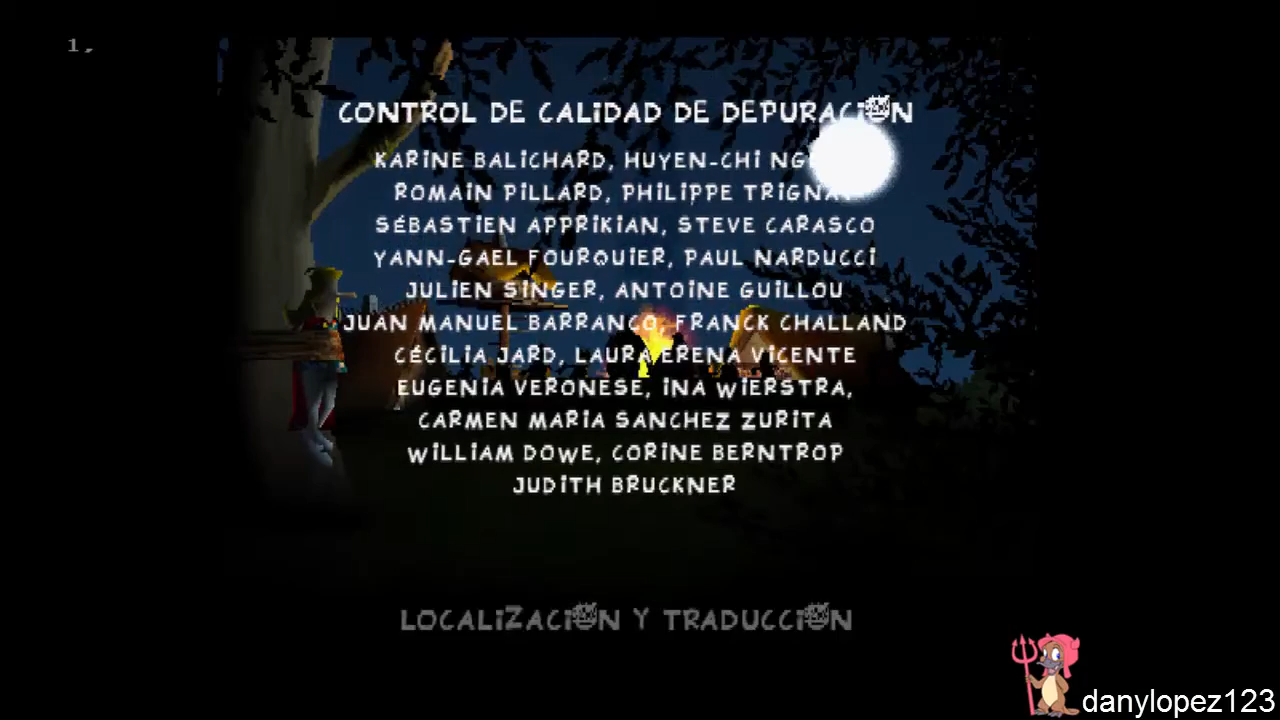 1,
CONTROL DE CALIDAD DE DEPURACIÓN
KARINE BALICHARD, HUYEN-CHI
ROMAIN PILLARD, PHILIPPE
SÉBASTIEN APPRIKIAN, STEVE CARASCO
YANN-GAEL FOURQUIER, PAUL NARDUCCI
JULIEN SINGER, ANTOINE GUILLOU
JUAN MANUEL BARRANCO, FRANCK CHALLAND
CÉCILIA JARD, LAURA ERENA VICENTE
EUGENIA VERONESE, INA WIERSTRA,
CARMEN MARIA SANCHEZ ZURITA
WILLIAM DOWE, CORINE BERNTROP
JUDITH BRUCKNER
LOCALIZACIÓN Y TRADUCCIÓN
danylopez123